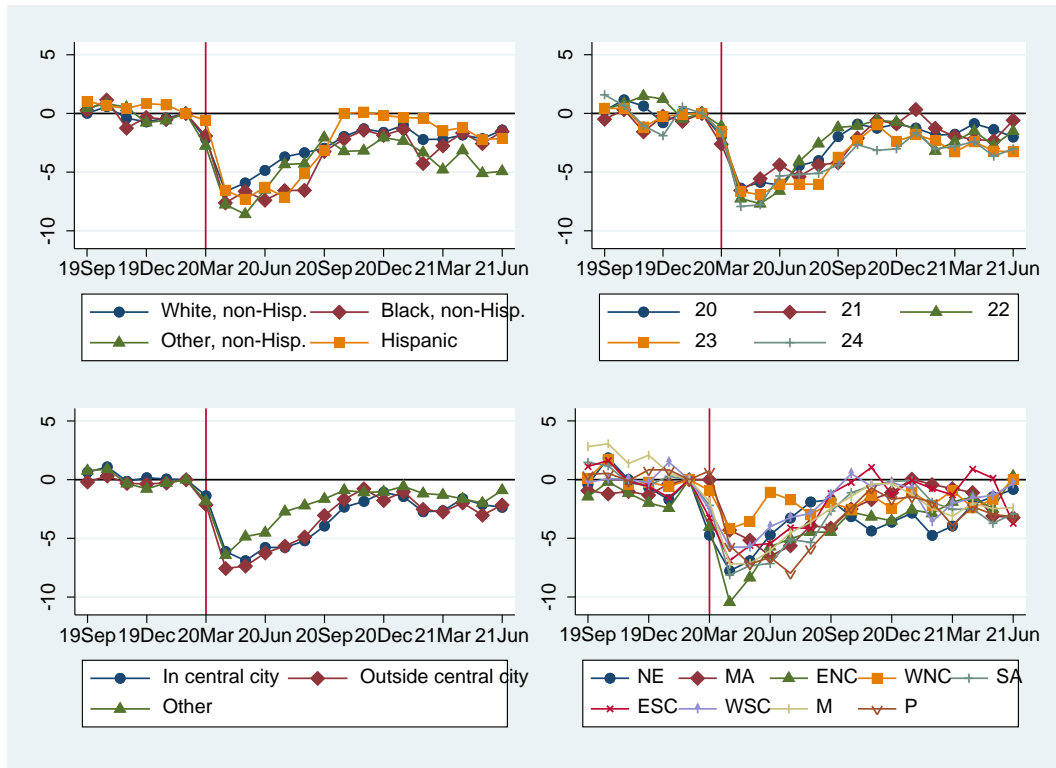 5
0
-5
-10
19Sep 19Dec 20Mar 20Jun 20Sep 20Dec 21Mar 21Jun
White, non-Hisp. Black, non-Hisp.
Other, non-Hisp. Hispanic
5
0
-5
-10
19Sep 19Dec 20Mar 20Jun 20Sep 20Dec 21Mar 21Jun
20 21 22
23 24
5
0
-5
-10
19Sep 19Dec 20Mar 20Jun 20Sep 20Dec 21Mar 21Jun
In central city Outside central city
Other
5
0
-5
-10
19Sep 19Dec 20Mar 20Jun 20Sep 20Dec 21Mar 21Jun
NE MA ENC WNC SA
ESC WSC M P